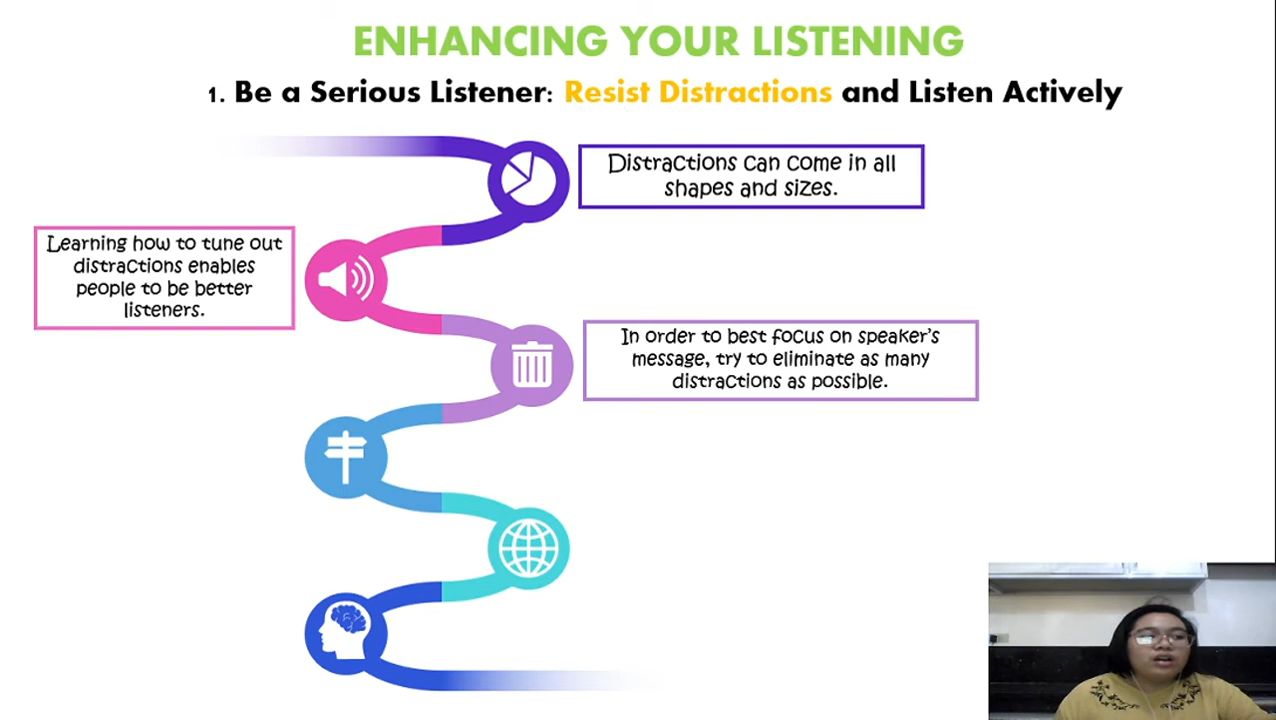 ENHANCING YOUR LISTENING
1. Be a Serious Listener: Resist Distractions and Listen Actively
Distractions can come in all
shapes and sizes.
Learning how to tune out
distractions enables
people to be better
listeners.
In order to best focus on speaker's
message, try to eliminate as many
distractions as possible.